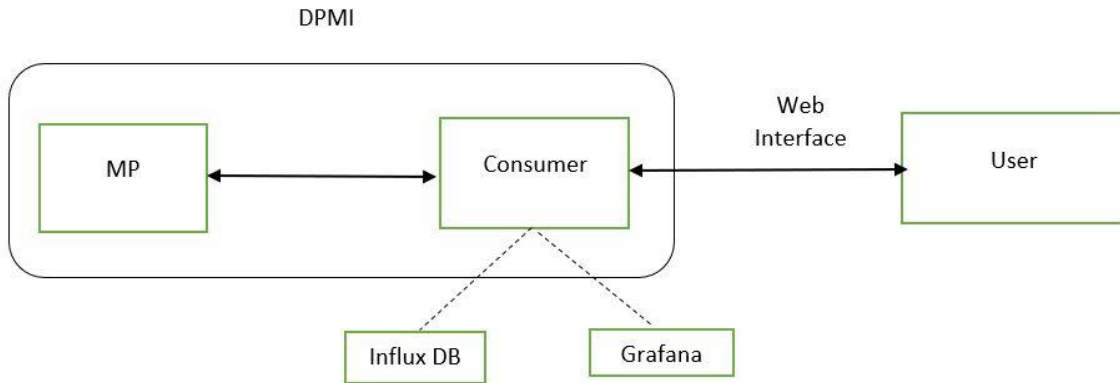 DPMI
Web
Interface
MP
Consumer
User
Influx DB
Grafana